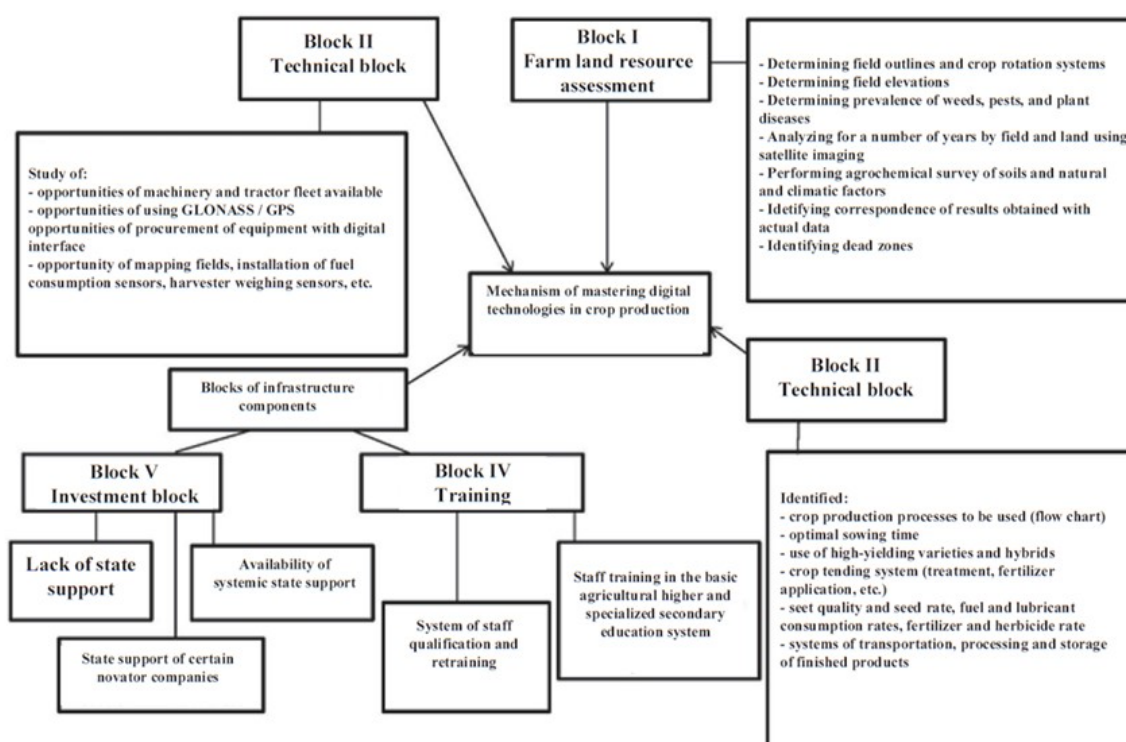 Block II
Technical block
Block I
Farm land resource
assessment
- Determining field outlines and crop rotation systems
- Determining field elevations
- Determining prevalence of weeds, pests, and plant
diseases
- Analyzing for a number of years by field and land using
satellite imaging
- Performing agrochemical survey of soils and natural
and climatic factors
- Idetifying correspondence of results obtained with
actual data
- Identifying dead zones
Study of:
- opportunities of machinery and tractor fleet available
- opportunities of using GLONASS / GPS
opportunities of procurement of equipment with digital
interface
- opportunity of mapping fields, installation of fuel
consumption sensors, harvester weighing sensors, etc.
Mechanism of mastering digital
technologies in crop production
Block II
Technical block
Blocks of infrastructure
components
Block V
Investment block
Block IV
Training
Lack of state
support
Availability of
systemic state support
State support of certain
novator companies
System of staff
qualification and
retraining
Staff training in the basic
agricultural higher and
specialized secondary
education system
Identified:
- crop production processes to be used (flow chart)
- optimal sowing time
- use of high-yielding varieties and hybrids
- crop tending system (treatment, fertilizer
application, etc.)
- seet quality and seed rate, fuel and lubricant
consumption rates, fertilizer and herbicide rate
- systems of transportation, processing and storage
of finished products